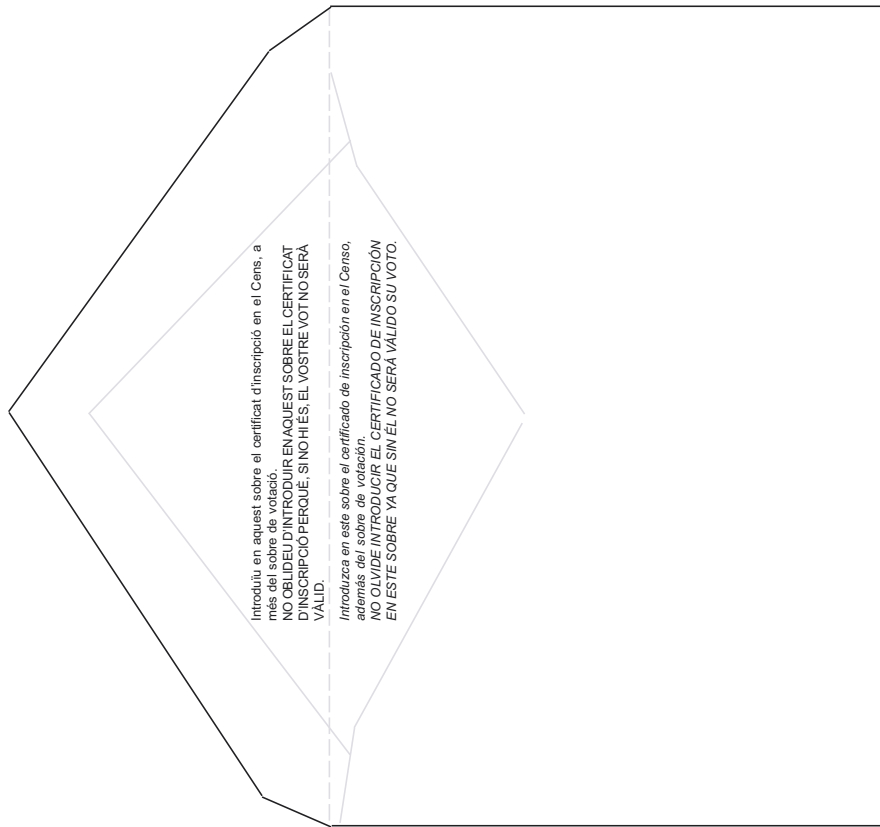 Introduïu en aquest sobre el certificat d'inscripció en el Cens, a
més del sobre de votació.
NO OBLIDEU D'INTRODUIR EN AQUEST SOBRE EL CERTIFICAT
D'INSCRIPCIÓ PERQUÈ, SI NO HI ÉS, EL VOSTRE VOT NO SERÀ
VÀLID.
Introduzca en este sobre el certificado de inscripción en el Censo,
además del sobre de votación.
NO OLVIDE INTRODUCIR EL CERTIFICADO DE INSCRIPCIÓN
EN ESTE SOBRE YA QUE SIN ÉL NO SERÁ VÁLIDO SU VOTO.